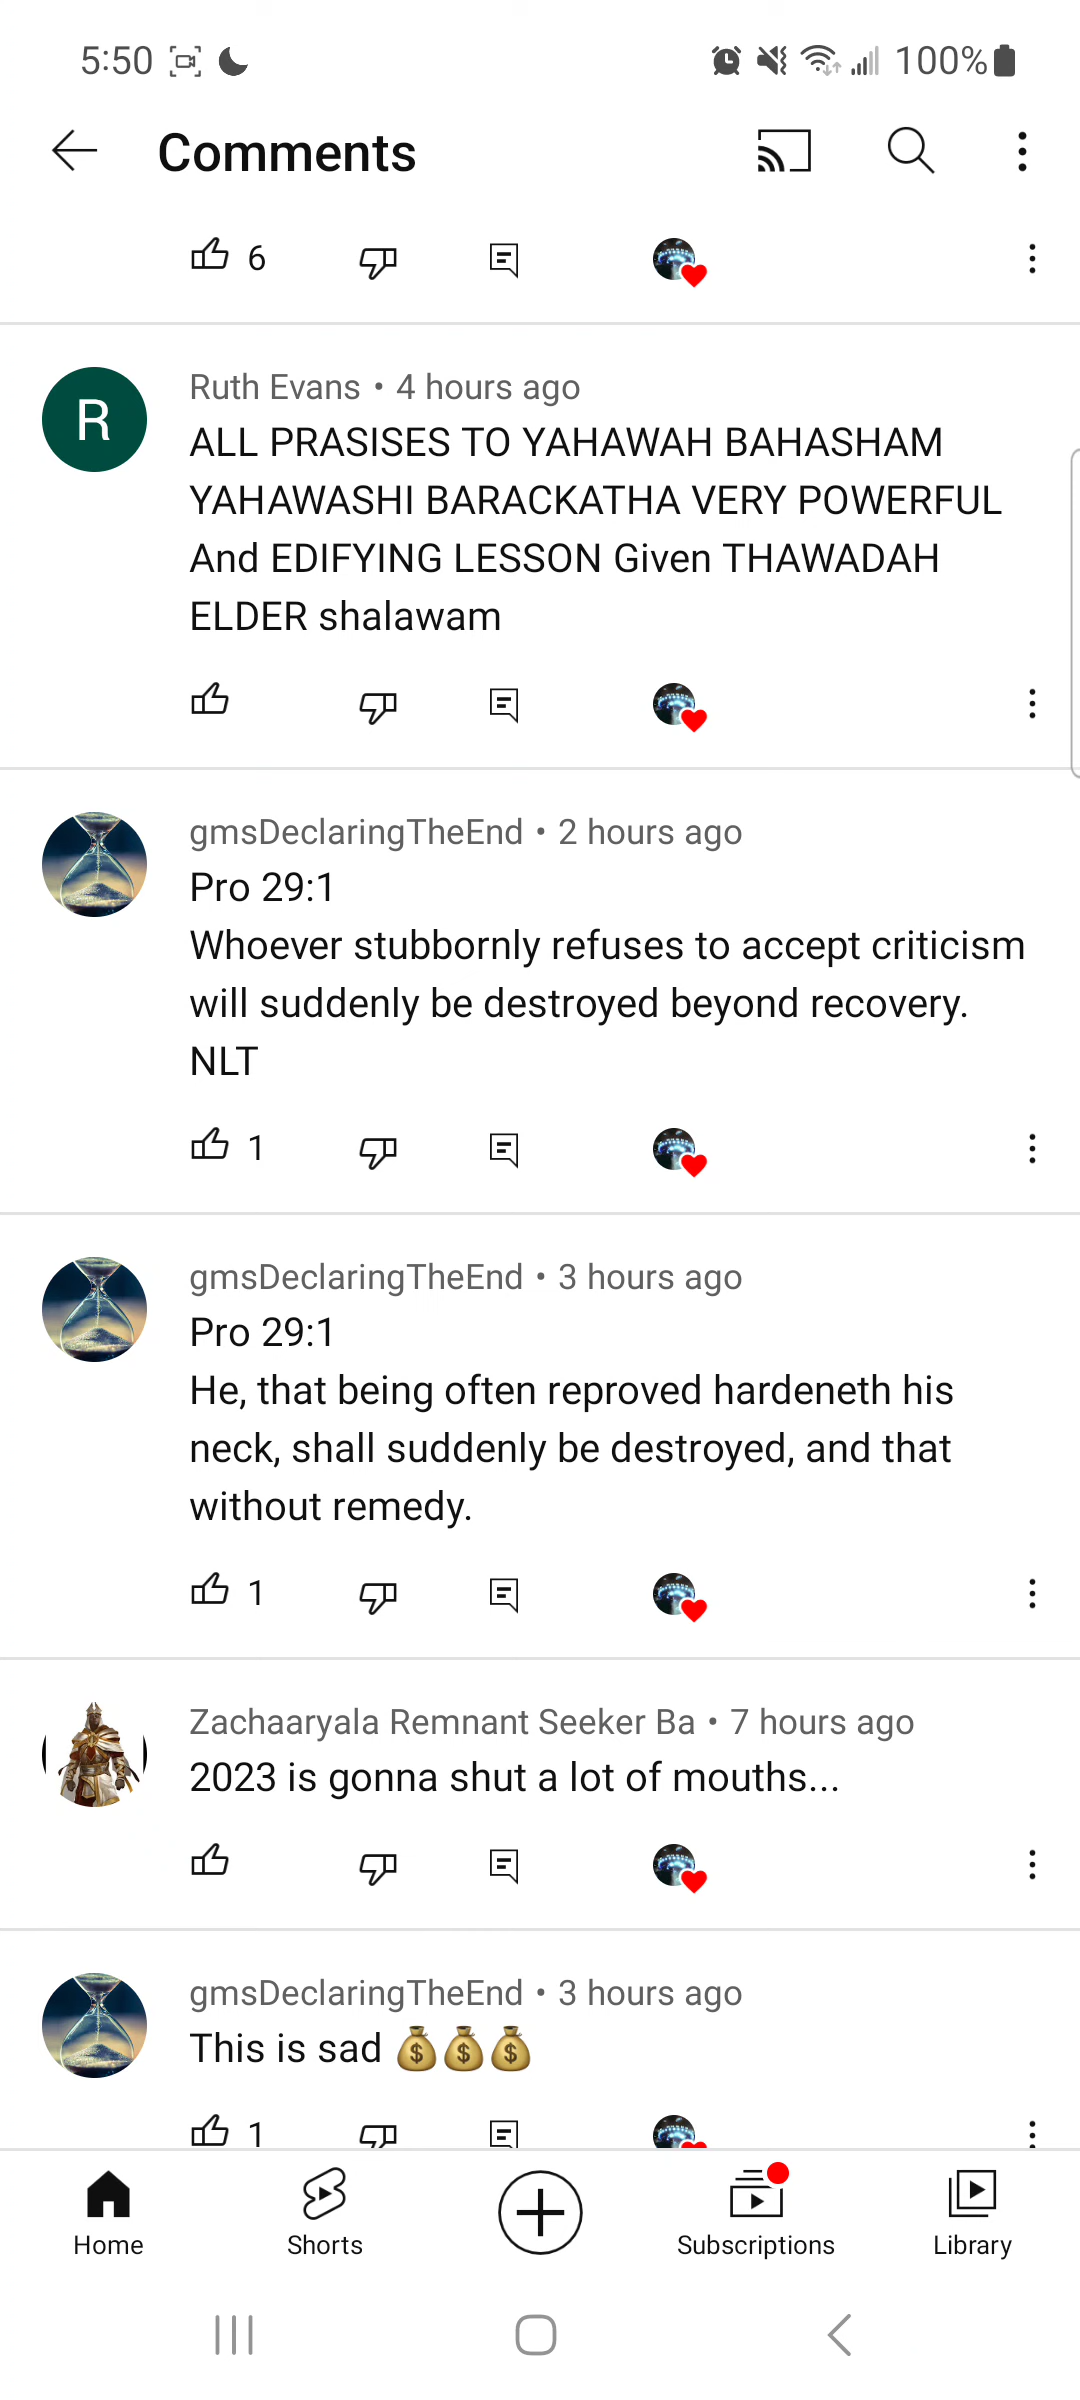 5:50 100%
Comments
6
R
Ruth Evans • 4 hours ago
ALL PRASISES TO YAHAWAH BAHASHAM
YAHAWASHI BARACKATHA VERY POWERFUL
And EDIFYING LESSON Given THAWADAH
ELDER shalawam
gmsDeclaringTheEnd • 2 hours ago
Pro 29:1
Whoever stubbornly refuses to accept criticism
will suddenly be destroyed beyond recovery.
NLT
1
gmsDeclaringTheEnd • 3 hours ago
Pro 29:1
He, that being often reproved hardeneth his
neck, shall suddenly be destroyed, and that
without remedy.
1
Zachaaryala Remnant Seeker Ba • 7 hours ago
2023 is gonna shut a lot of mouths...
gmsDeclaringTheEnd • 3 hours ago
This is sad 💰💰💰
1
Home Shorts Subscriptions Library